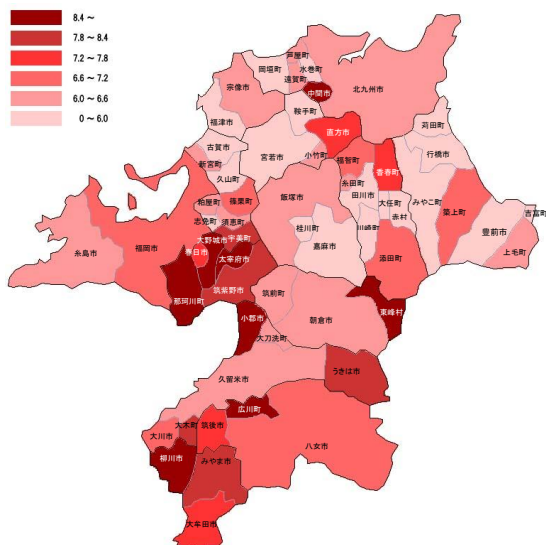 8.4 ～
7.8 ～ 8.4
7.2 ～ 7.8
6.6 ～ 7.2
6.0 ～ 6.6
0 ～ 6.0
芦屋町
水巻町
岡垣町
遠賀町
北九州市
宗像市
中間市
鞍手町
福津市
直方市
苅田町
古賀市
行橋市
新宮町
宮若市
小竹町
福智町
香春町
久山町
糸田町
みやこ町
田川市
粕屋町
篠栗町
飯塚市
大任町
築上町
吉富町
志免町
須恵町
赤村
桂川町
川崎町
豊前市
福岡市
大野城市
宇美町
糸島市
春日市
太宰府市
嘉麻市
添田町
上毛町
筑紫野市
那珂川町
筑前町
東峰村
小郡市
朝倉市
大刀洗町
うきは市
久留米市
広川町
大川市
大木町
筑後市
八女市
柳川市
みやま市
大牟田市